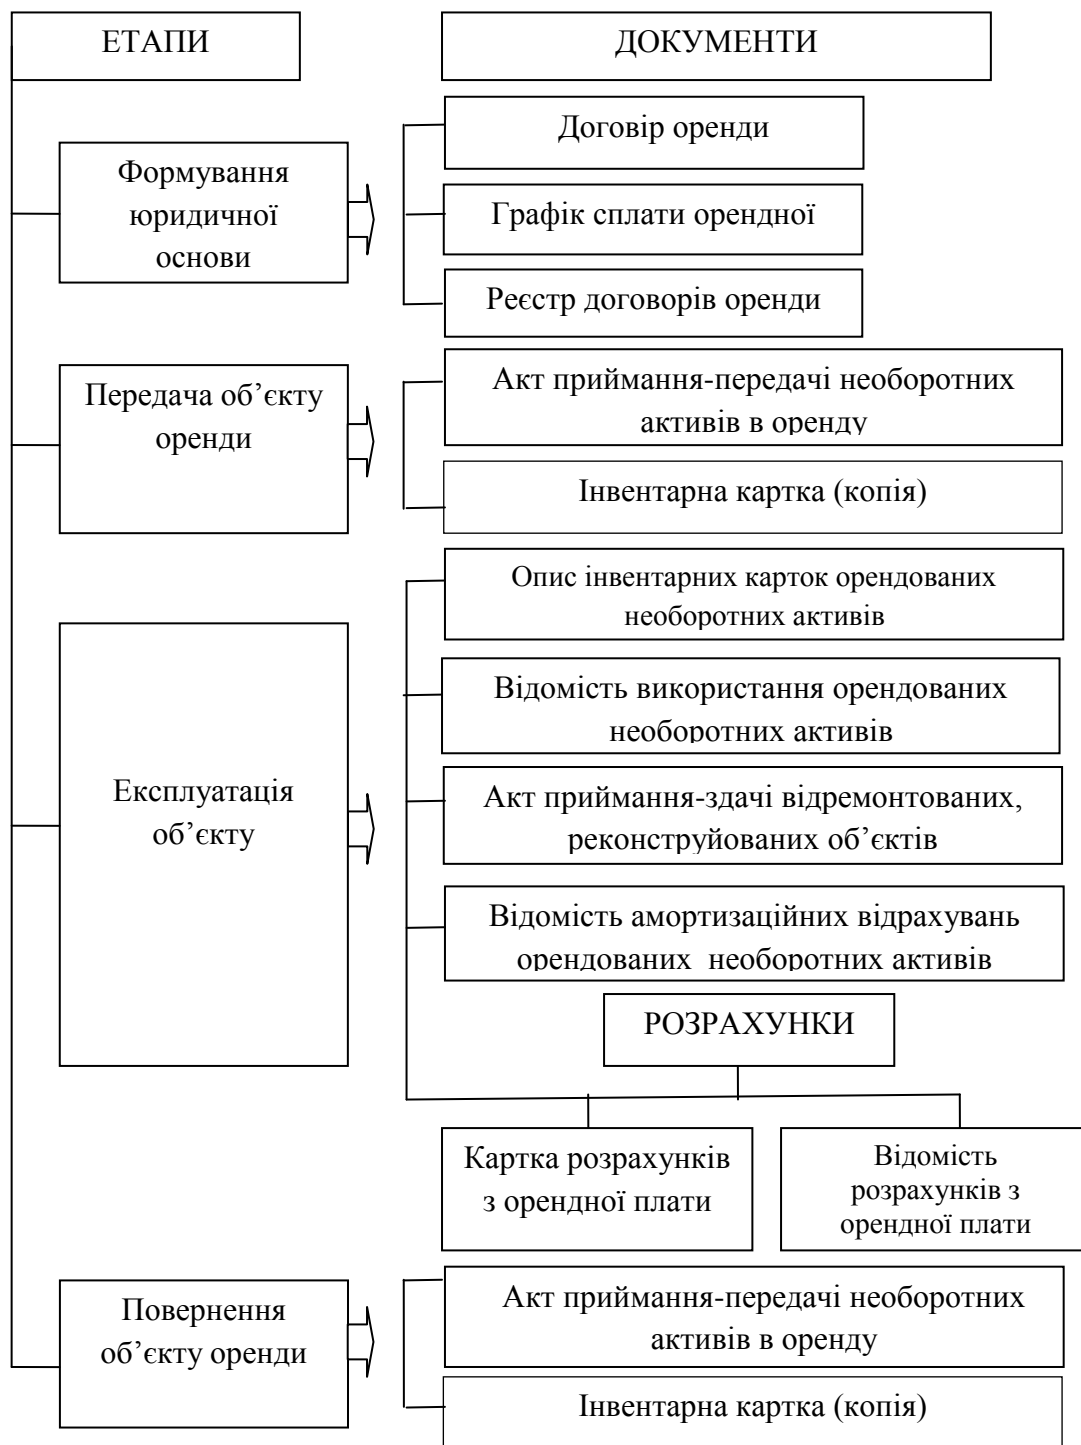 ЕТАПИ
ДОКУМЕНТИ
Формування
юридичної
основи
Договір оренди
Графік сплати орендної
Реєстр договорів оренди
Передача об’єкту
оренди
Акт приймання-передачі необоротних
активів в оренду
Інвентарна картка (копія)
Експлуатація
об’єкту
Опис інвентарних карток орендованих
необоротних активів
Відомість використання орендованих
необоротних активів
Акт приймання-здачі відремонтованих,
реконструйованих об’єктів
Відомість амортизаційних відрахувань
орендованих необоротних активів
РОЗРАХУНКИ
Картка розрахунків
з орендної плати
Відомість
розрахунків з
орендної плати
Повернення
об’єкту оренди
Акт приймання-передачі необоротних
активів в оренду
Інвентарна картка (копія)